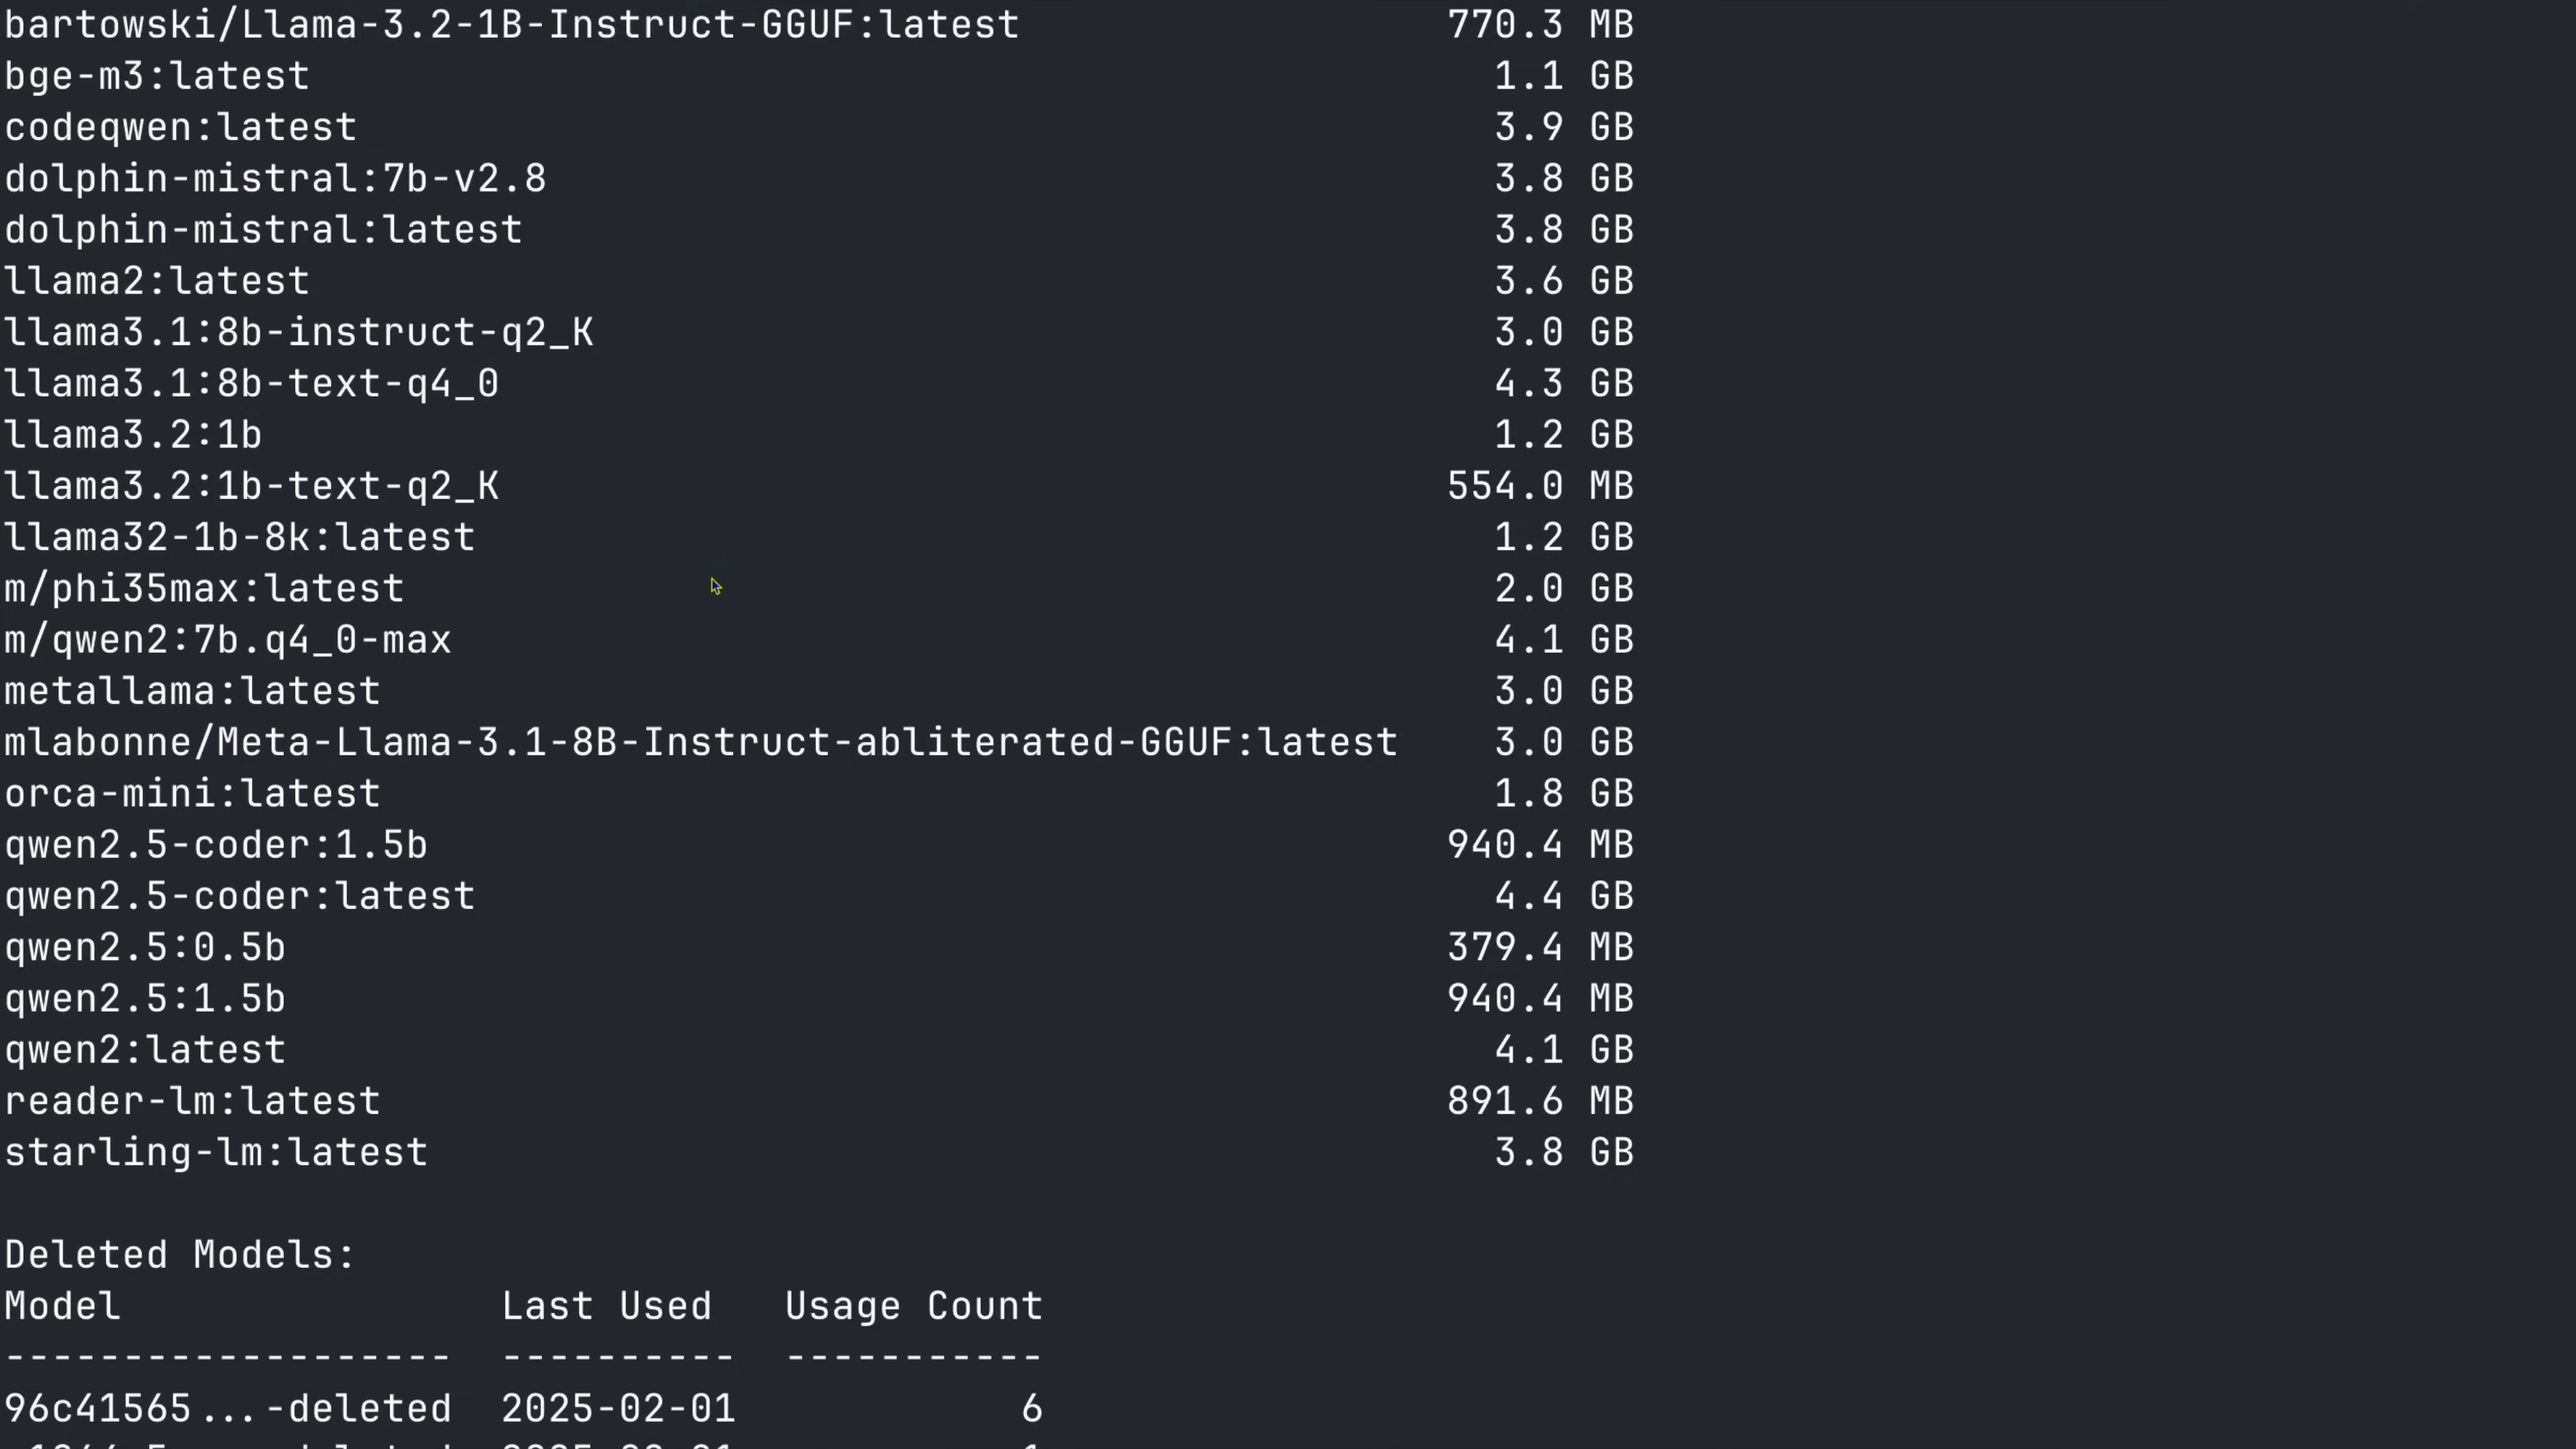 bartowski/Llama-3.2-1B-Instruct-GGUF:latest 770.3 MB
bge-m3:latest 1.1 GB
codeqwen:latest 3.9 GB
dolphin-mistral:7b-v2.8 3.8 GB
dolphin-mistral:latest 3.8 GB
llama2:latest 3.6 GB
llama3.1:8b-instruct-q2_K 3.0 GB
llama3.1:8b-text-q4_0 4.3 GB
llama3.2:1b 1.2 GB
llama3.2:1b-text-q2_K 554.0 MB
llama32-1b-8k:latest 1.2 GB
m/phi35max:latest 2.0 GB
m/qwen2:7b.q4_0-max 4.1 GB
metallama:latest 3.0 GB
mlabonne/Meta-Llama-3.1-8B-Instruct-abliterated-GGUF:latest 3.0 GB
orca-mini:latest 1.8 GB
qwen2.5-coder:1.5b 940.4 MB
qwen2.5-coder:latest 4.4 GB
qwen2.5:0.5b 379.4 MB
qwen2.5:1.5b 940.4 MB
qwen2:latest 4.1 GB
reader-lm:latest 891.6 MB
starling-lm:latest 3.8 GB
Deleted Models:
Model Last Used Usage Count
------------------- ---------- -----------
96c41565...-deleted 2025-02-01 6